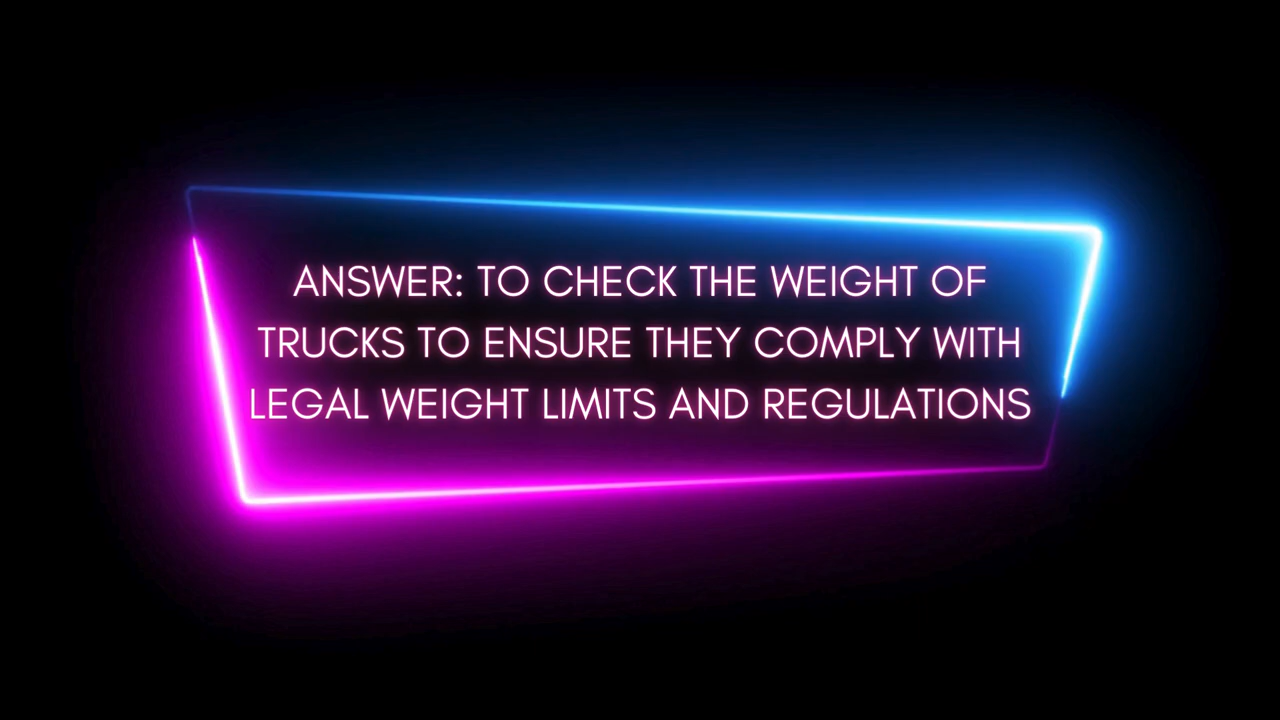 ANSWER: TO CHECK THE WEIGHT OF
TRUCKS TO ENSURE THEY COMPLY WITH
LEGAL WEIGHT LIMITS AND REGULATIONS